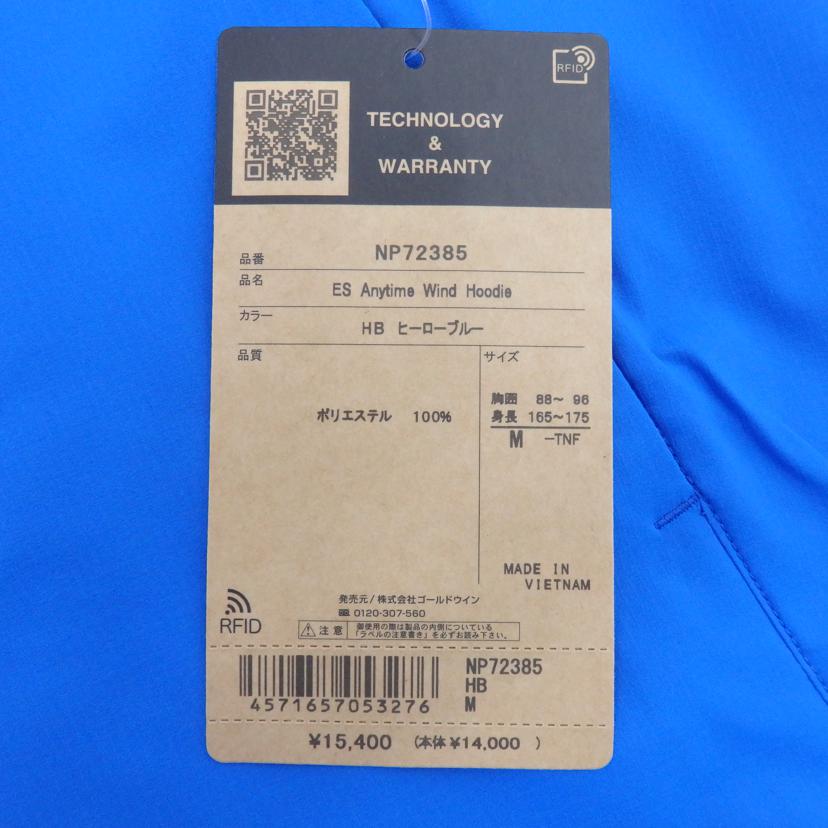 RFID
TECHNOLOGY
&
WARRANTY
品番 NP72385
品名 ES Anytime Wind Hoodie
カラー HB ヒーローブルー
品質
ポリエステル 100%
サイズ
胸囲 88～ 96
身長 165～175
M -TNF
MADE IN
VIETNAM
RFID
発売元/株式会社ゴールドウイン
0120-307-560
注意
御使用の際は製品の内側についている
「ラベルの注意書き」を必ずお読み下さい。
4571657053276
NP72385
HB
M
¥15,400 (本体¥14,000 )